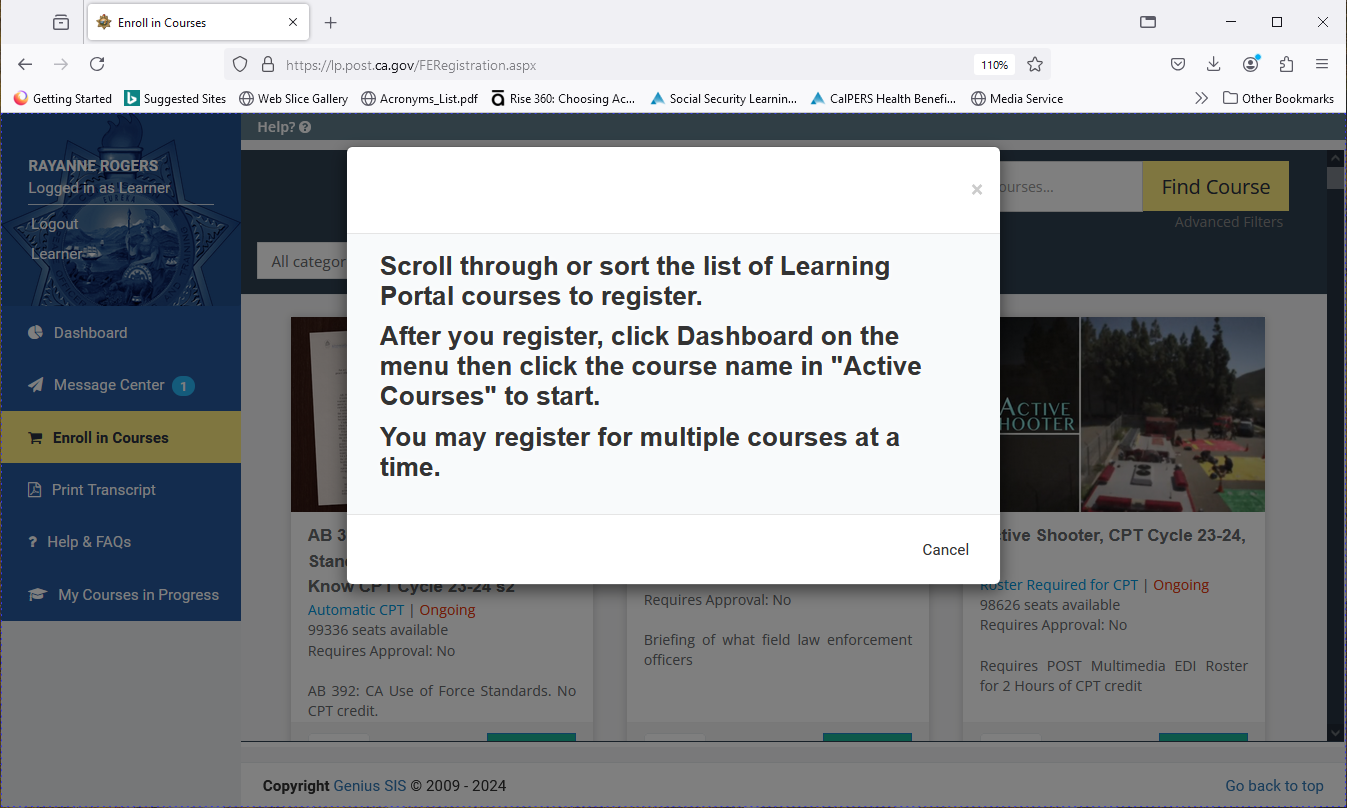 Enroll in Courses
https://lp.post.ca.gov/FERegistration.aspx
110%
Getting Started
Suggested Sites
Web Slice Gallery
Acronyms_List.pdf
Rise 360: Choosing Ac...
Social Security Learnin...
CalPERS Health Benefi...
Media Service
Other Bookmarks
RAYANNE ROGERS
Logged in as Learner
Logout
Learner
Dashboard
Message Center 1
Enroll in Courses
Print Transcript
Help & FAQs
My Courses in Progress
Help?
ourses...
Find Course
Advanced Filters
All categor
×
Scroll through or sort the list of Learning
Portal courses to register.
After you register, click Dashboard on the
menu then click the course name in "Active
Courses" to start.
You may register for multiple courses at a
time.
Cancel
AB 3
Stand
Know CPT Cycle 23-24 s2
Automatic CPT | Ongoing
99336 seats available
Requires Approval: No
AB 392: CA Use of Force Standards. No
CPT credit.
Requires Approval: No
Briefing of what field law enforcement
officers
ACTIVE
HOOTER
tive Shooter, CPT Cycle 23-24,
Roster Required for CPT | Ongoing
98626 seats available
Requires Approval: No
Requires POST Multimedia EDI Roster
for 2 Hours of CPT credit
Copyright Genius SIS © 2009 - 2024
Go back to top